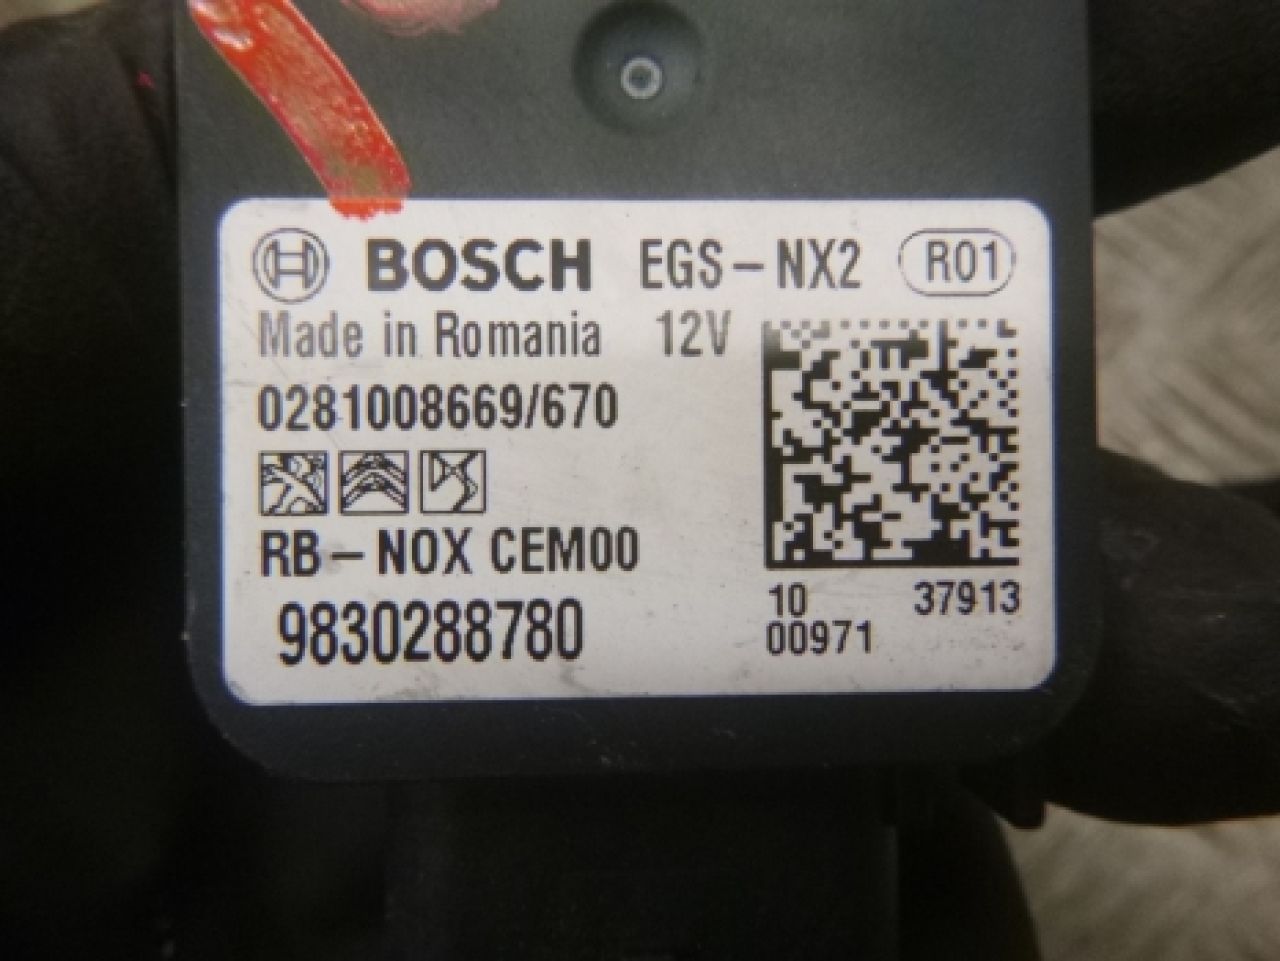 BOSCH EGS-NX2 R01
Made in Romania 12V
0281008669/670
RB-NOX CEM00
9830288780
10 37913
00971